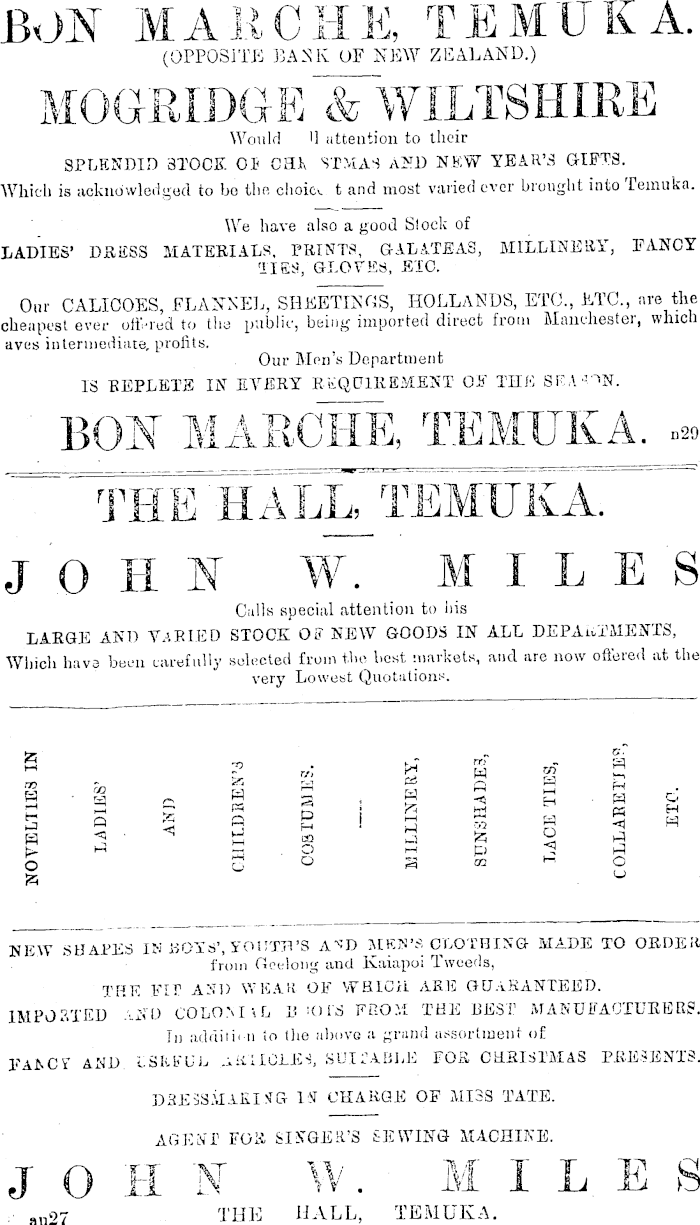 BON MARCHE, TEMUKA.
(OPPOSITE BANK OF NEW ZEALAND.)
MOGRIDGE & WILTSHIRE
Would ll attention to their
SPLENDID STOCK OF CHRISTMAS AND NEW YEAR'S GIFTS.
Which is acknowledged to be the choicest and most varied ever brought into Temuka.
We have also a good Stock of
LADIES' DRESS MATERIALS, PRINTS, GALATEAS, MILLINERY, FANCY
TIES, GLOVES, ETC.
Our CALICOES, FLANNEL, SHEETINGS, HOLLANDS, ETC., ETC., are the
cheapest ever offered to the public, being imported direct from Manchester, which
aves intermediate profits.
Our Men's Department
IS REPLETE IN EVERY REQUIREMENT OF THE SEASON.
BON MARCHE, TEMUKA. n29
THE HALL, TEMUKA.
JOHN W. MILES
Calls special attention to his
LARGE AND VARIED STOCK OF NEW GOODS IN ALL DEPARTMENTS,
Which have been carefully selected from the best markets, and are now offered at the
very Lowest Quotations.
NOVELTIES IN
LADIES'
AND
CHILDREN'S
COSTUMES.
—
MILLINERY,
SUNSHADES,
LACE TIES,
COLLARETTES,
ETC.
NEW SHAPES IN BOYS', YOUTH'S AND MEN'S CLOTHING MADE TO ORDER
from Geelong and Kaiapoi Tweeds,
THE FIT AND WEAR OF WHICH ARE GUARANTEED.
IMPORTED AND COLONIAL BOOTS FROM THE BEST MANUFACTURERS.
In addition to the above a grand assortment of
FANCY AND USEFUL ARTICLES, SUITABLE FOR CHRISTMAS PRESENTS.
DRESSMAKING IN CHARGE OF MISS TATE.
AGENT FOR SINGER'S SEWING MACHINE.
JOHN W. MILES
au27 THE HALL, TEMUKA.